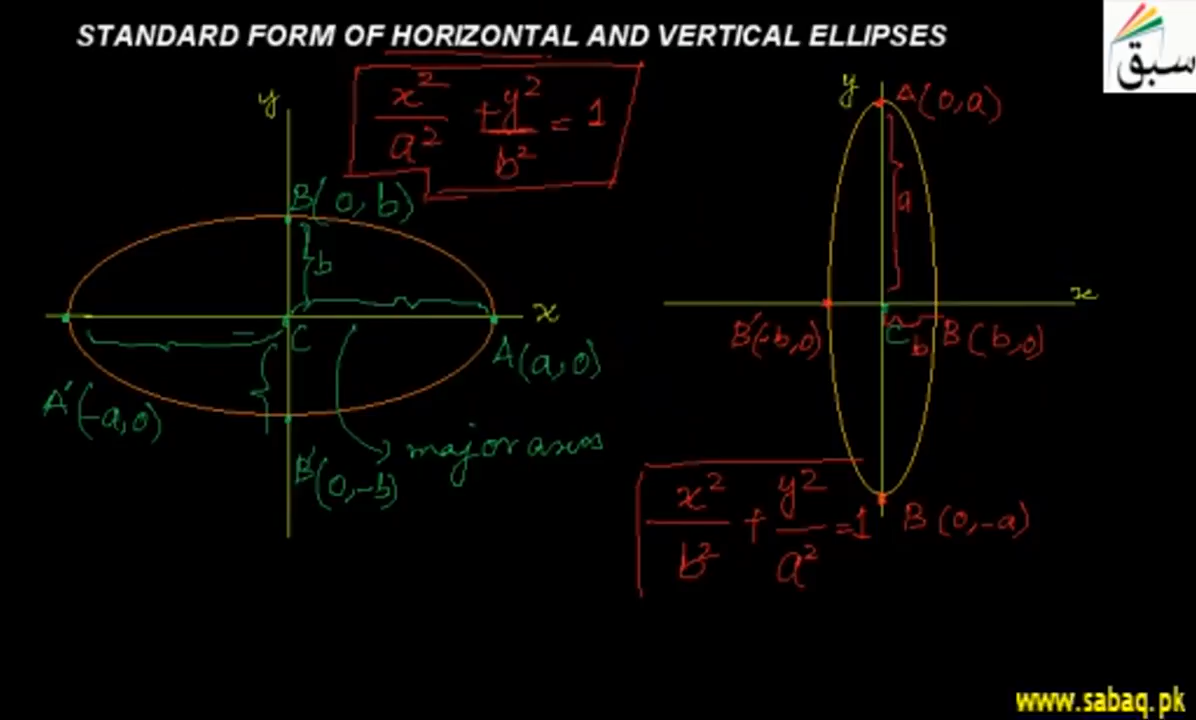 STANDARD FORM OF HORIZONTAL AND VERTICAL ELLIPSES
سبق
x²/a² + y²/b² = 1
y
B(0, b)
b
x
C
A(a, 0)
A'(-a, 0)
major axes
B'(0, -b)
y
A(0, a)
a
x
B'(-b, 0)
C
b
B(b, 0)
x²/b² + y²/a² = 1
B(0, -a)
www.sabaq.pk